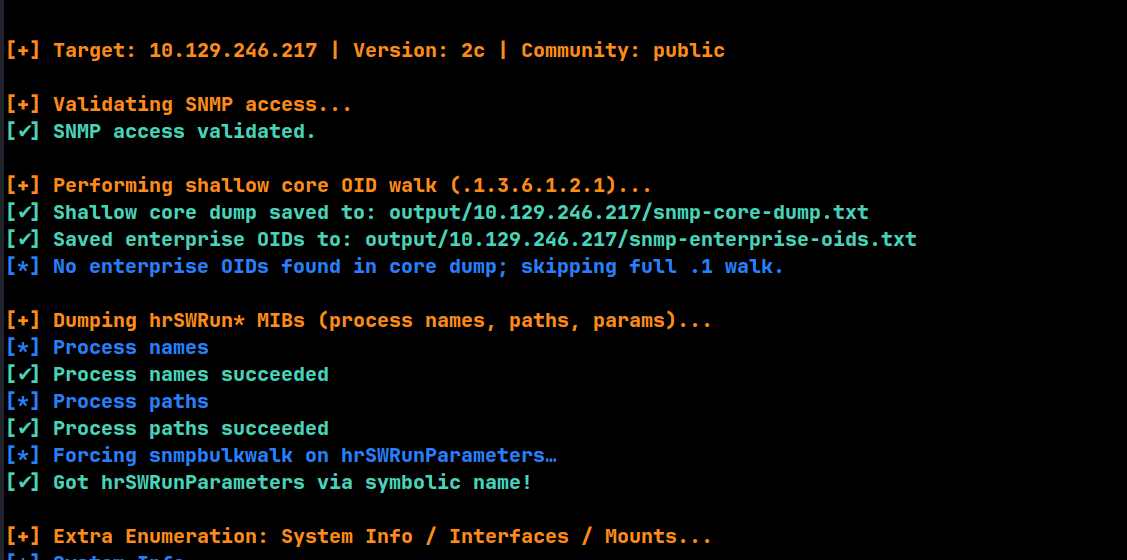 [+] Target: 10.129.246.217 | Version: 2c | Community: public
[+] Validating SNMP access...
[✓] SNMP access validated.
[+] Performing shallow core OID walk (.1.3.6.1.2.1)...
[✓] Shallow core dump saved to: output/10.129.246.217/snmp-core-dump.txt
[✓] Saved enterprise OIDs to: output/10.129.246.217/snmp-enterprise-oids.txt
[*] No enterprise OIDs found in core dump; skipping full .1 walk.
[+] Dumping hrSWRun* MIBs (process names, paths, params)...
[*] Process names
[✓] Process names succeeded
[*] Process paths
[✓] Process paths succeeded
[*] Forcing snmpbulkwalk on hrSWRunParameters…
[✓] Got hrSWRunParameters via symbolic name!
[+] Extra Enumeration: System Info / Interfaces / Mounts...